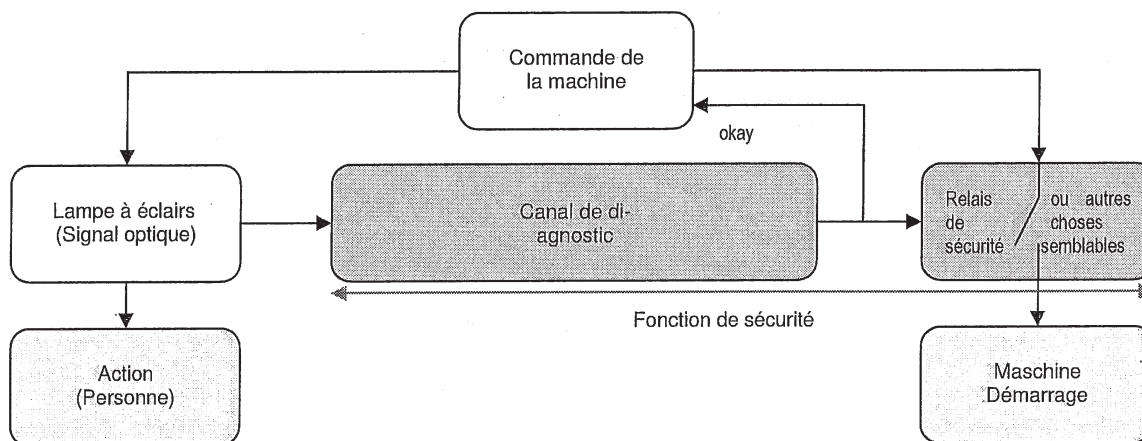 Commande de
la machine
okay
Lampe à éclairs
(Signal optique)
Canal de di-
agnostic
Relais ou autres
de choses
sécurité semblables
Fonction de sécurité
Action
(Personne)
Maschine
Démarrage